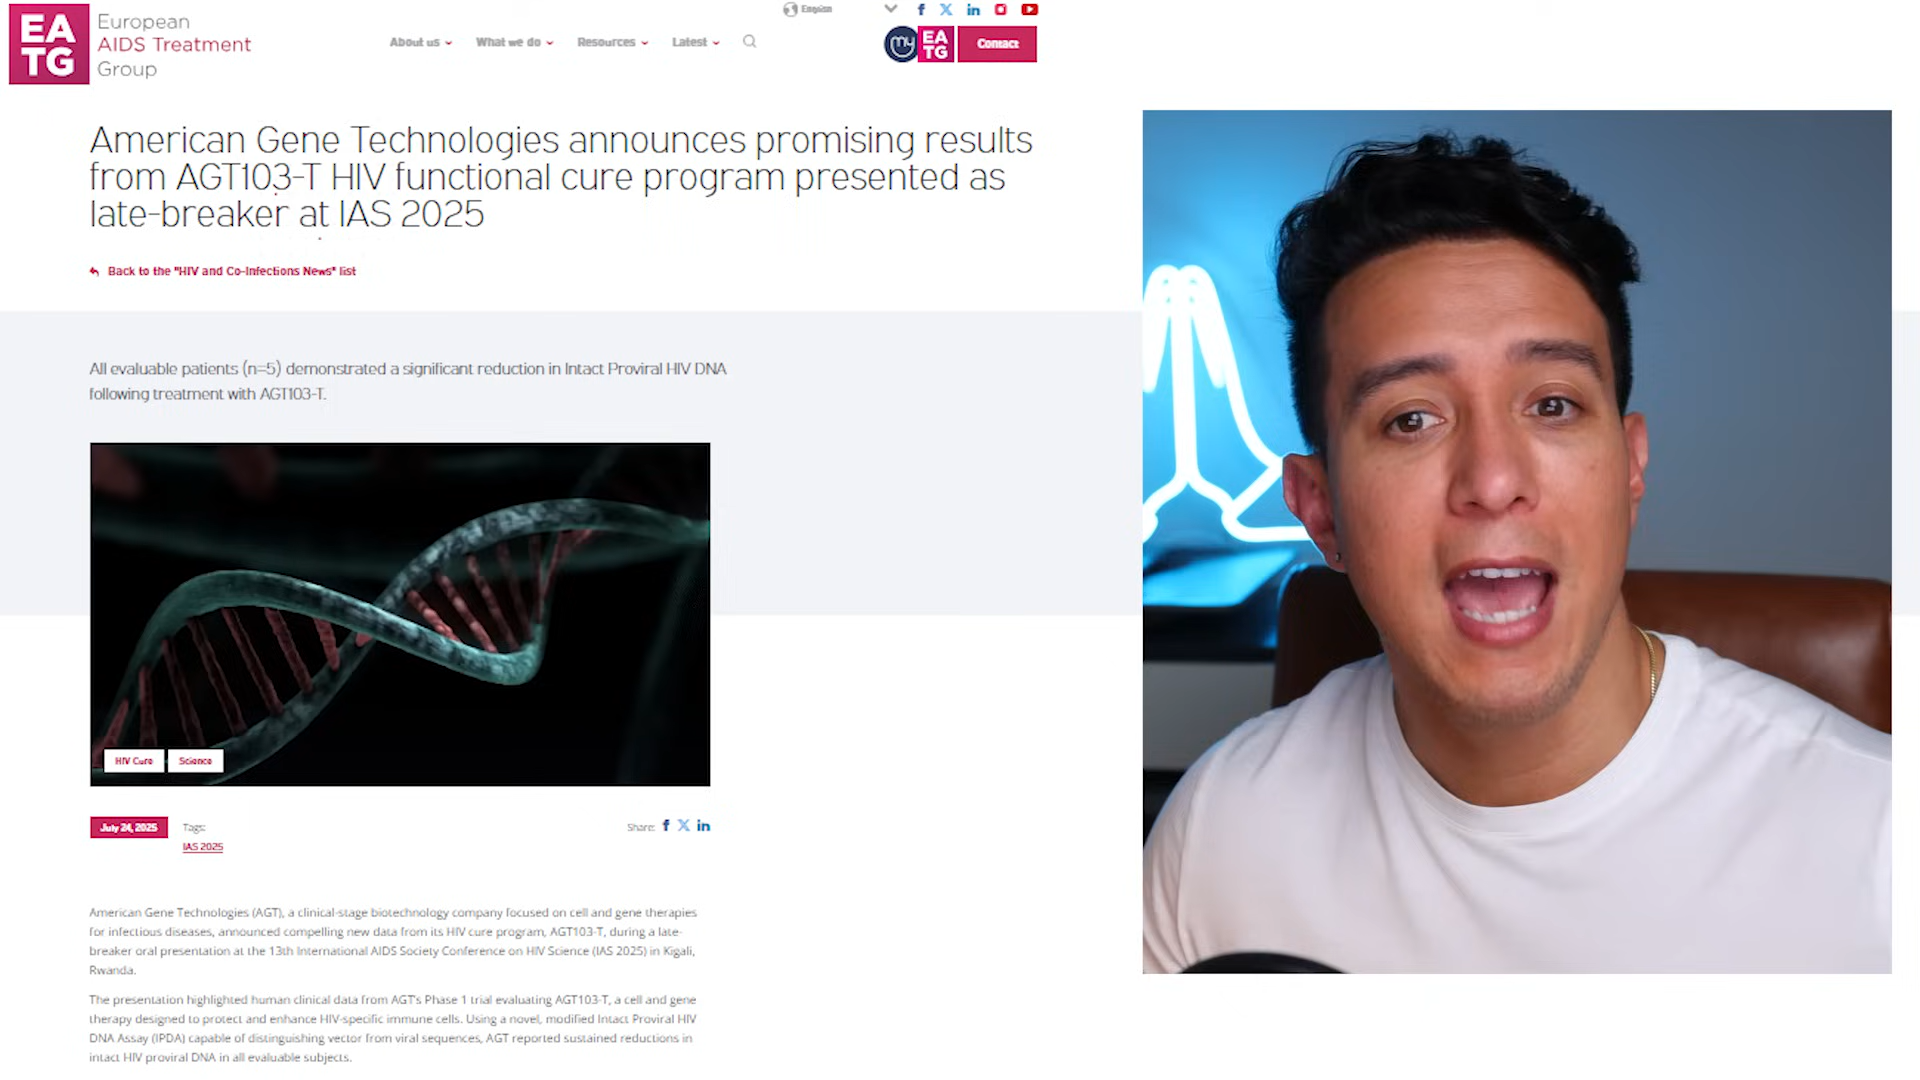 EA
TG
European
AIDS Treatment
Group
About us
What we do
Resources
Latest
English
my
EA
TG
Contact
American Gene Technologies announces promising results
from AGT103-T HIV functional cure program presented as
late-breaker at IAS 2025
Back to the "HIV and Co-Infections News" list
All evaluable patients (n=5) demonstrated a significant reduction in Intact Proviral HIV DNA
following treatment with AGT103-T.
HIV Cure
Science
July 24, 2025
Tags:
IAS 2025
Share:
American Gene Technologies (AGT), a clinical-stage biotechnology company focused on cell and gene therapies
for infectious diseases, announced compelling new data from its HIV cure program, AGT103-T, during a late-
breaker oral presentation at the 13th International AIDS Society Conference on HIV Science (IAS 2025) in Kigali,
Rwanda.
The presentation highlighted human clinical data from AGT's Phase 1 trial evaluating AGT103-T, a cell and gene
therapy designed to protect and enhance HIV-specific immune cells. Using a novel, modified Intact Proviral HIV
DNA Assay (IPDA) capable of distinguishing vector from viral sequences, AGT reported sustained reductions in
intact HIV proviral DNA in all evaluable subjects.